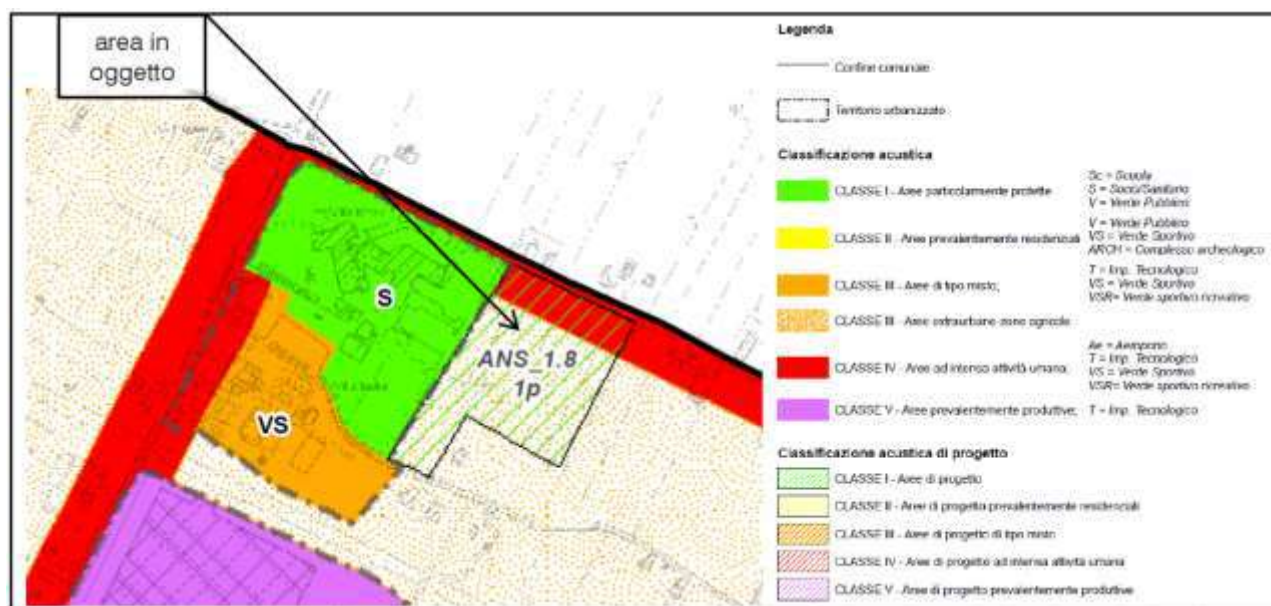 area in
oggetto
S
ANS_1.8
1p
VS
Legenda
Confine comunale
Territorio urbanizzato
Classificazione acustica
CLASSE I - Aree particolarmente protette
Sc = Scuola
S = Socio/Sanitario
V = Verde Pubblico
CLASSE II - Aree prevalentemente residenziali
V = Verde Pubblico
VS = Verde Sportivo
ARCH = Complesso archeologico
CLASSE III - Aree di tipo misto;
T = Imp. Tecnologico
VS = Verde Sportivo
VSR= Verde sportivo ricreativo
CLASSE III - Aree extraurbane zone agricole
CLASSE IV - Aree ad intensa attività umana;
Ae = Aeroporto
T = Imp. Tecnologico
VS = Verde Sportivo
VSR= Verde sportivo ricreativo
CLASSE V - Aree prevalentemente produttive;
T = Imp. Tecnologico
Classificazione acustica di progetto
CLASSE I - Aree di progetto
CLASSE II - Aree di progetto prevalentemente residenziali
CLASSE III - Aree di progetto di tipo misto
CLASSE IV - Aree di progetto ad intensa attività umana
CLASSE V - Aree di progetto prevalentemente produttive